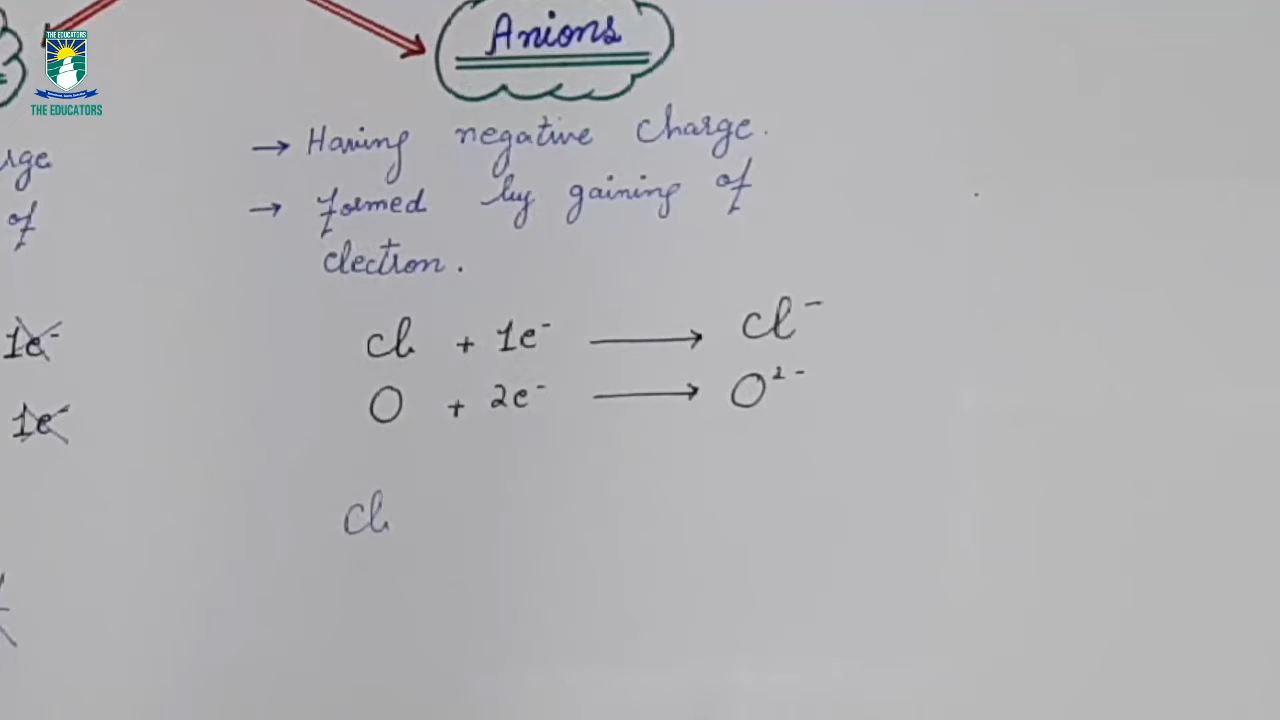 Anions
THE EDUCATORS
THE EDUCATORS
→ Having negative charge.
→ formed by gaining of
electron.
of
1e⁻
Cl + 1e⁻ → Cl⁻
1e⁻
O + 2e⁻ → O²⁻
Cl